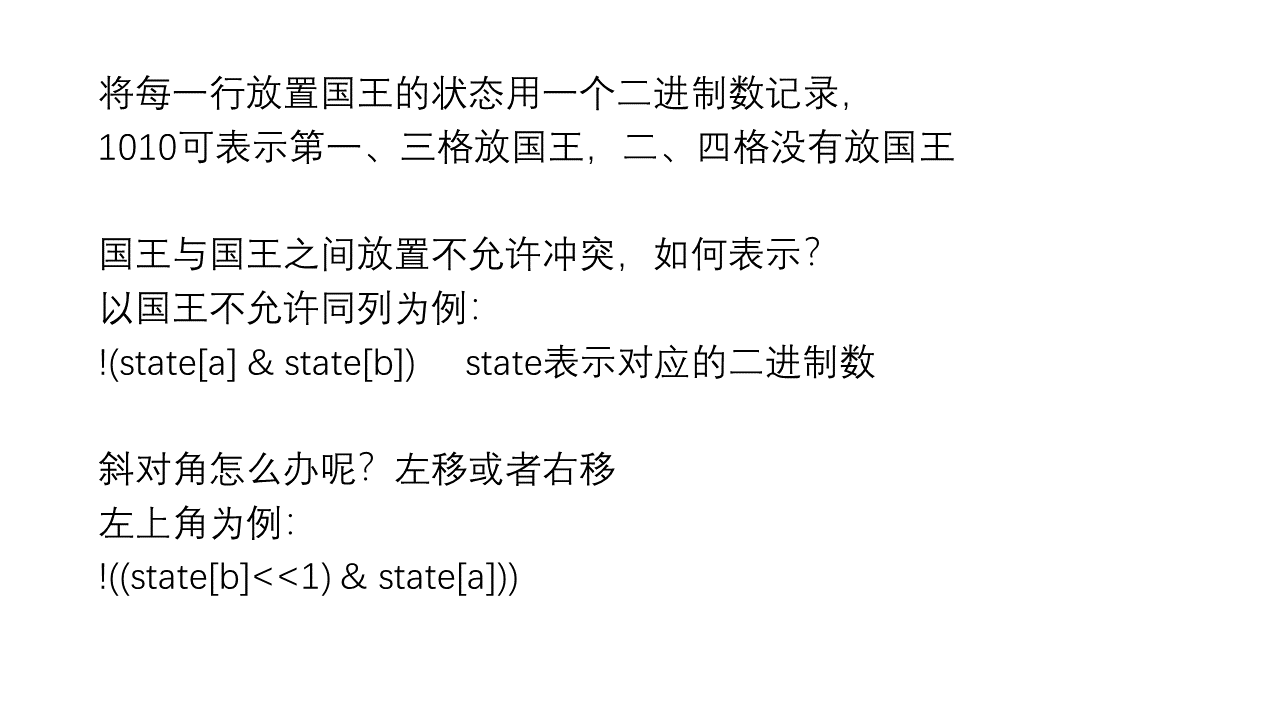 将每一行放置国王的状态用一个二进制数记录，
1010可表示第一、三格放国王，二、四格没有放国王
国王与国王之间放置不允许冲突，如何表示？
以国王不允许同列为例：
!(state[a] & state[b]) state表示对应的二进制数
斜对角怎么办呢？左移或者右移
左上角为例：
!((state[b]<<1) & state[a]))